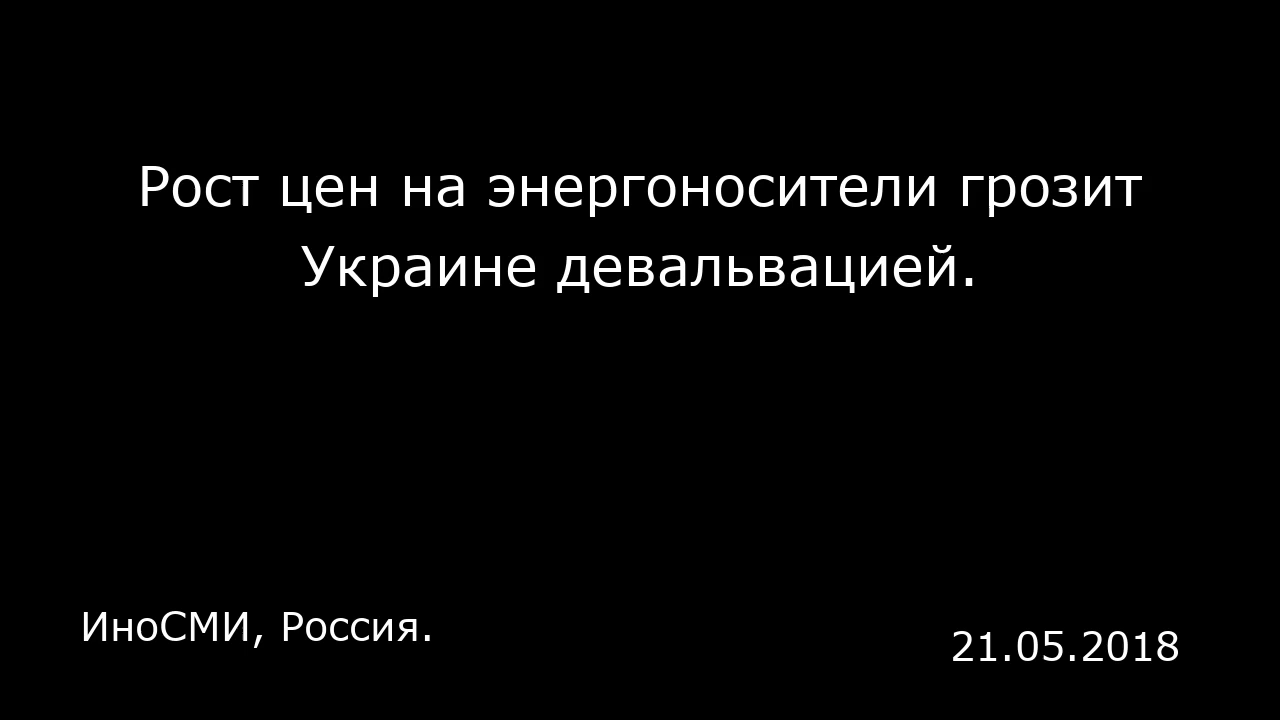 Рост цен на энергоносители грозит
Украине девальвацией.
ИноСМИ, Россия.
21.05.2018